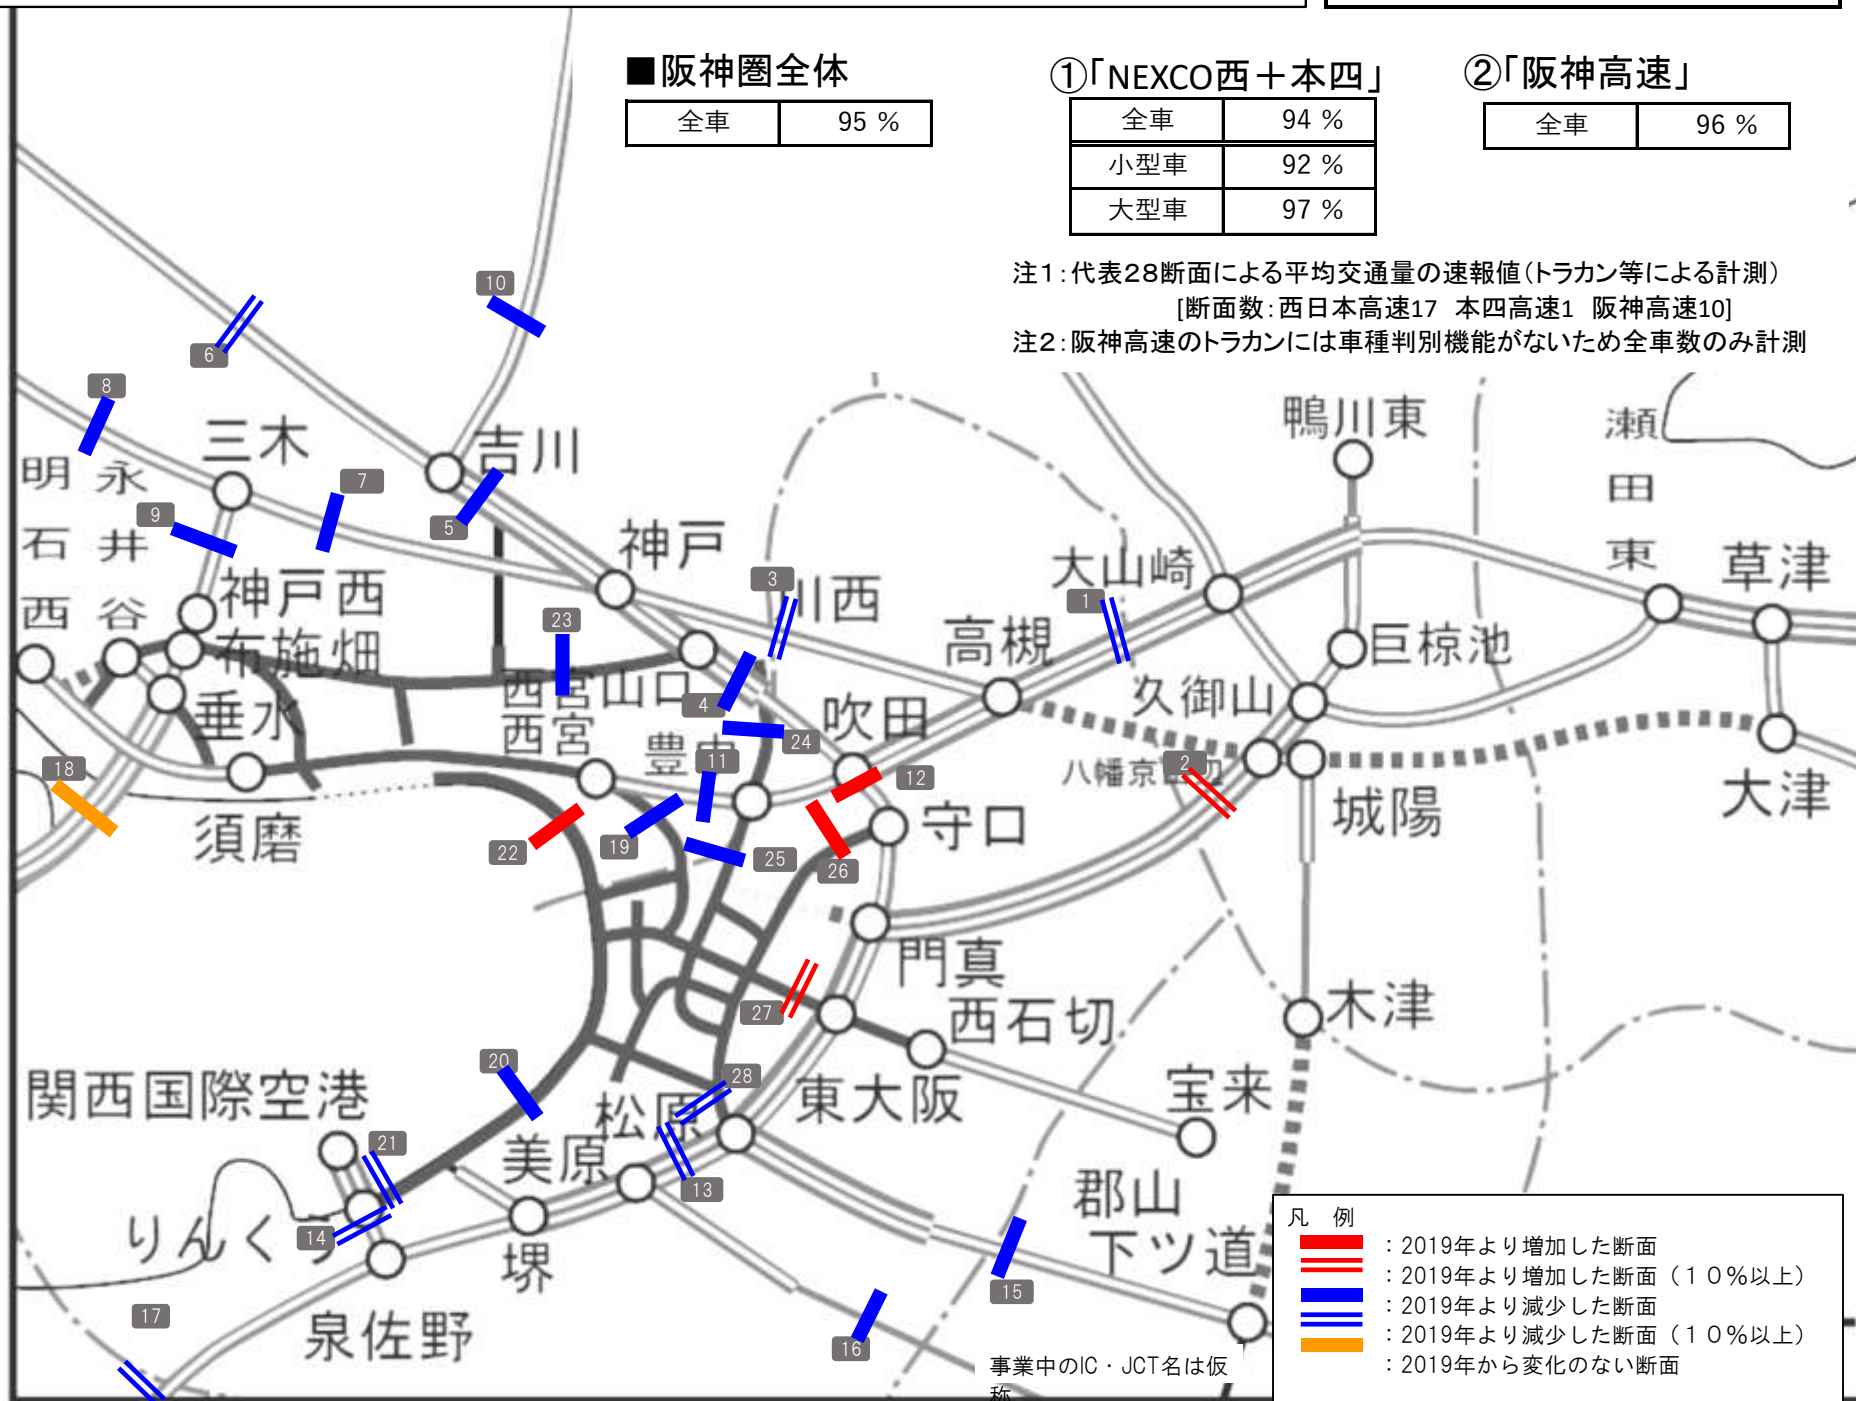 ■阪神圏全体
全車 95 %
①「NEXCO西＋本四」
全車 94 %
小型車 92 %
大型車 97 %
②「阪神高速」
全車 96 %
注１：代表２８断面による平均交通量の速報値（トラカン等による計測）
[断面数：西日本高速17 本四高速1 阪神高速10]
注２：阪神高速のトラカンには車種判別機能がないため全車数のみ計測
10
6
8
三木
吉川
7
5
9
明石西
永井谷
神戸西
布施畑
神戸
3
川西
大山崎
1
鴨川東
瀬田東
草津
23
西宮山口
西宮
4
24
高槻
巨椋池
久御山
吹田
垂水
豊中
11
12
2
八幡京田辺
18
須磨
22
19
25
26
守口
城陽
大津
門真
27
西石切
木津
20
28
関西国際空港
松原
東大阪
宝来
21
美原
13
郡山
下ツ道
14
りんくう
堺
15
17
泉佐野
16
事業中のIC・JCT名は仮
称
凡 例
：2019年より増加した断面
：2019年より増加した断面（１０％以上）
：2019年より減少した断面
：2019年より減少した断面（１０％以上）
：2019年から変化のない断面